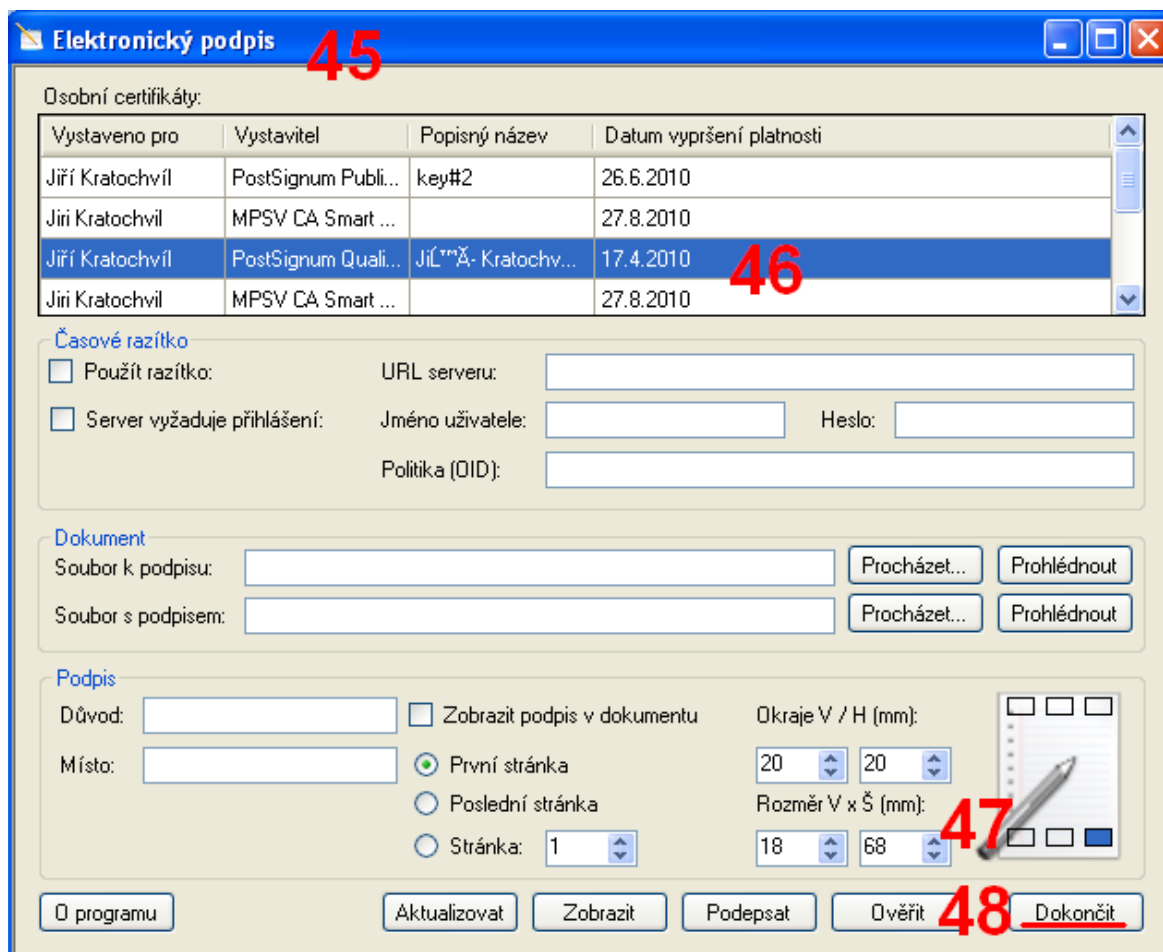 Elektronický podpis 45
Osobní certifikáty:
Vystaveno pro Vystavitel Popisný název Datum vypršení platnosti
Jiří Kratochvíl PostSignum Publi... key#2 26.6.2010
Jiri Kratochvil MPSV CA Smart ... 27.8.2010
Jiří Kratochvíl PostSignum Quali... JiĹ™Ă- Kratochv... 17.4.2010 46
Jiri Kratochvil MPSV CA Smart ... 27.8.2010
Časové razítko
Použít razítko: URL serveru:
Server vyžaduje přihlášení: Jméno uživatele: Heslo:
Politika (OID):
Dokument
Soubor k podpisu: Procházet... Prohlédnout
Soubor s podpisem: Procházet... Prohlédnout
Podpis
Důvod: Zobrazit podpis v dokumentu Okraje V / H (mm):
Místo: První stránka 20 20
Poslední stránka Rozměr V x Š (mm): 47
Stránka: 1 18 68
O programu Aktualizovat Zobrazit Podepsat Ověřit 48 Dokončit